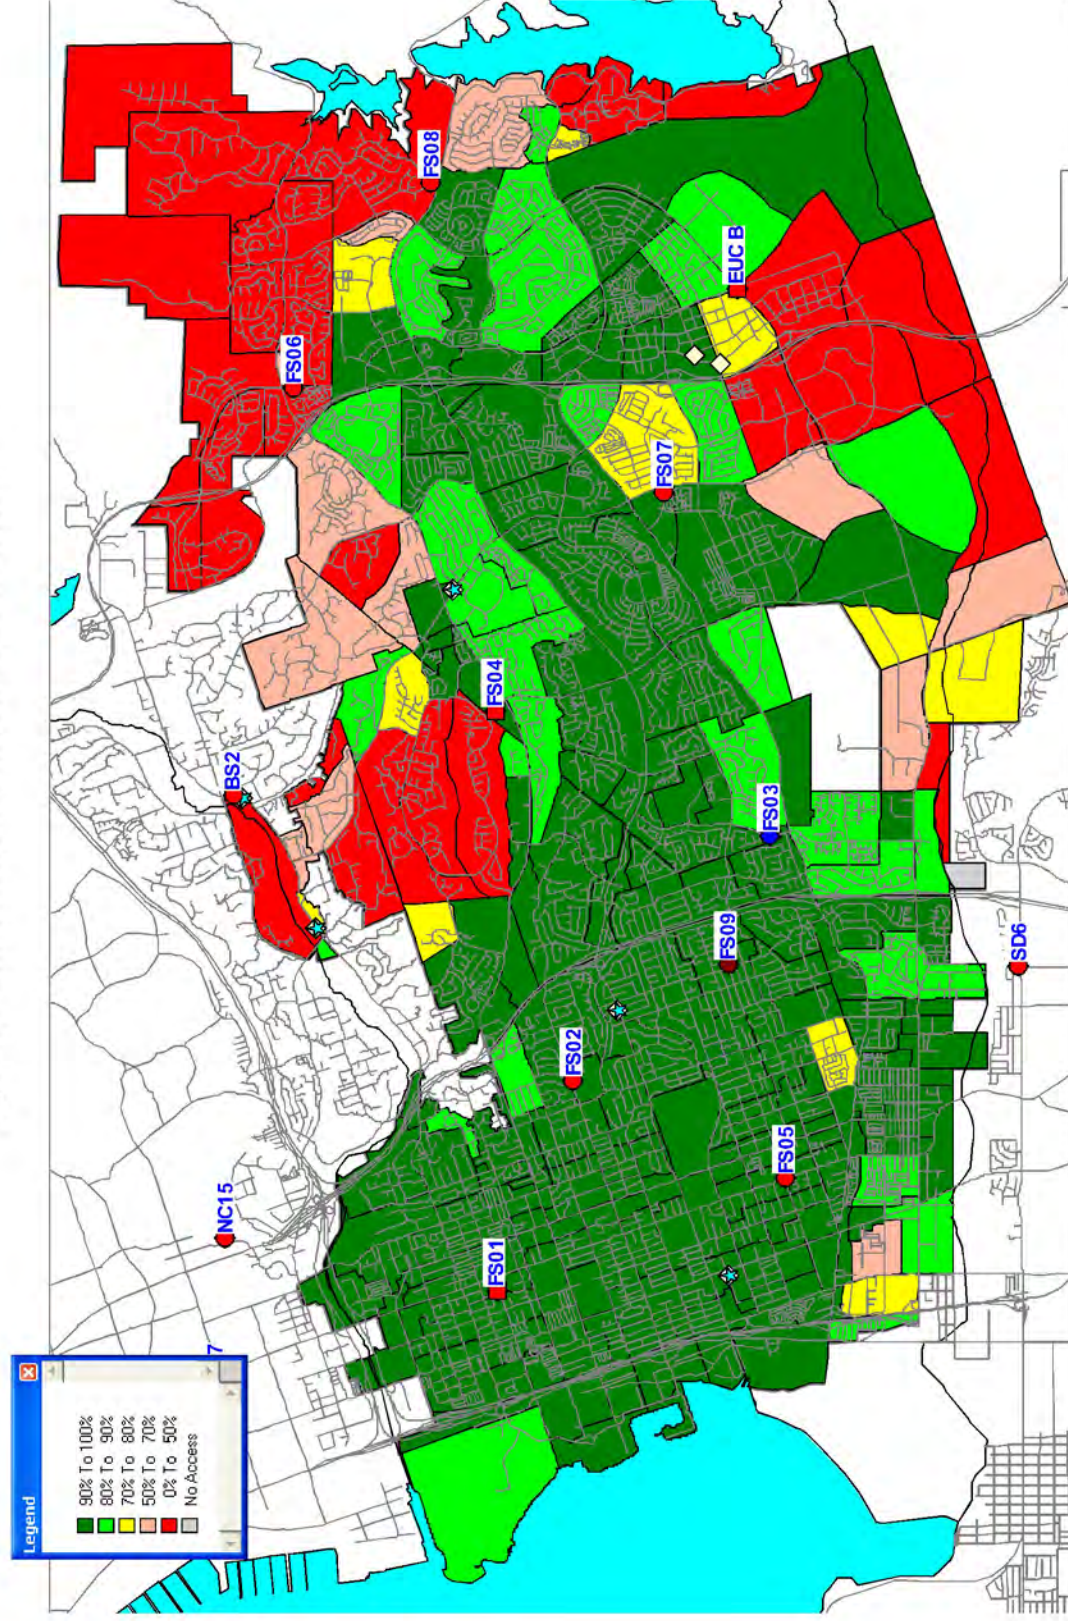 Legend
90% To 100%
80% To 90%
70% To 80%
50% To 70%
0% To 50%
No Access
7
NC15
BS2
FS06
FS08
FS01
FS02
FS04
FS07
EUC B
FS05
FS09
FS03
SD6